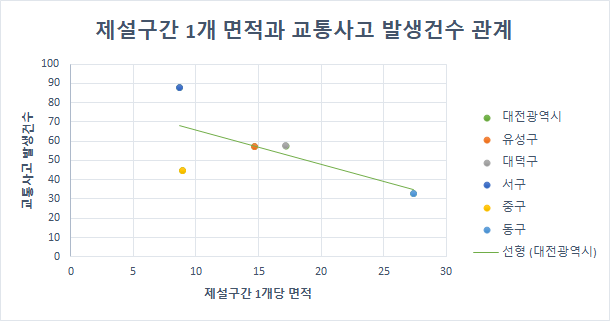 제설구간 1개 면적과 교통사고 발생건수 관계
교통사고 발생건수
100
90
80
70
60
50
40
30
20
10
0
0 5 10 15 20 25 30
제설구간 1개당 면적
대전광역시
유성구
대덕구
서구
중구
동구
선형 (대전광역시)